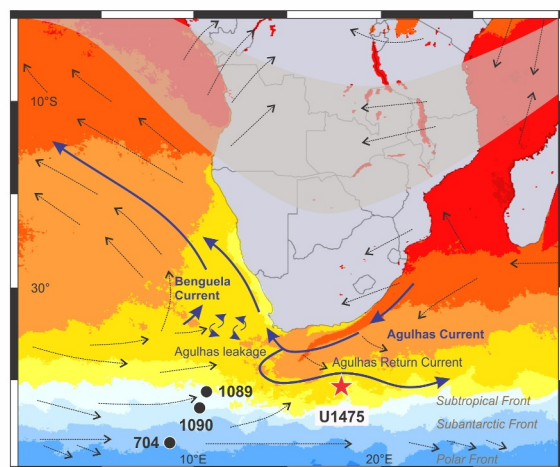 10°S
30°
Benguela
Current
Agulhas Current
Agulhas leakage
Agulhas Return Current
1089
Subtropical Front
U1475
1090
Subantarctic Front
704
10°E
20°E
Polar Front